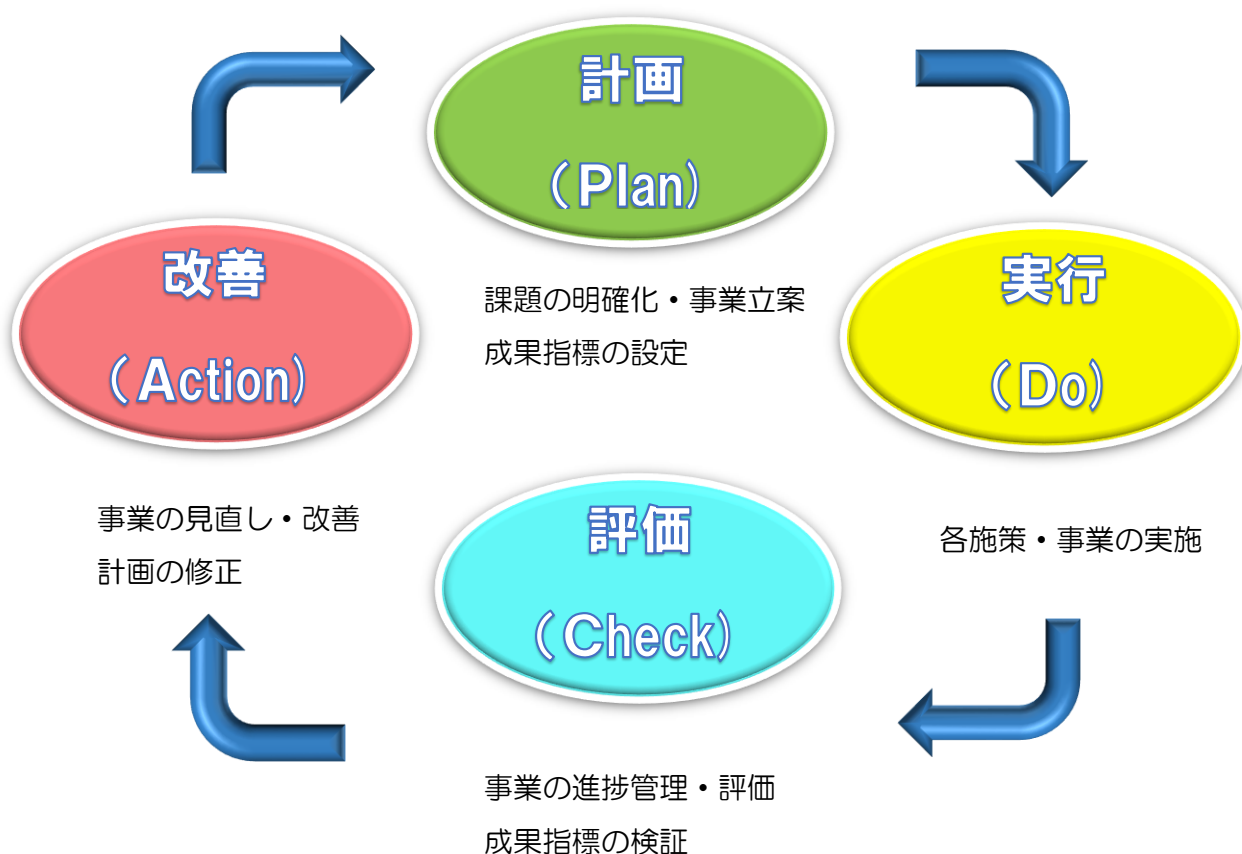 計画
(Plan)
課題の明確化・事業立案
成果指標の設定
実行
(Do)
各施策・事業の実施
評価
(Check)
事業の進捗管理・評価
成果指標の検証
改善
(Action)
事業の見直し・改善
計画の修正